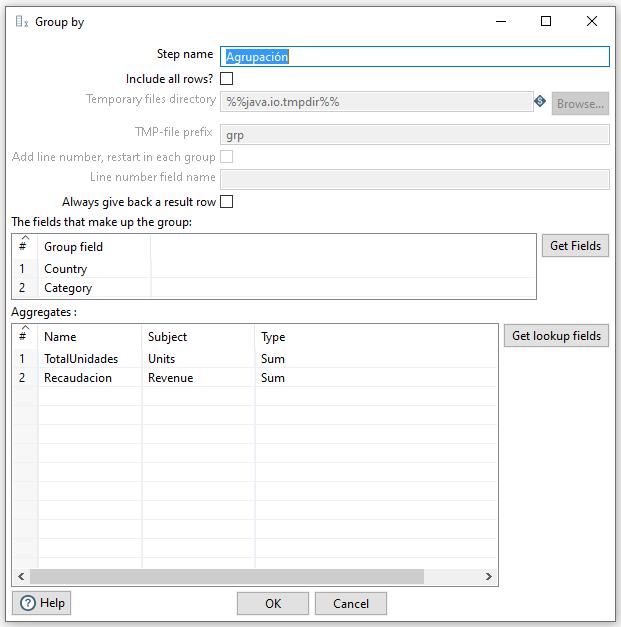 Group by
Step name Agrupación
Include all rows?
Temporary files directory %%java.io.tmpdir%% S Browse...
TMP-file prefix grp
Add line number, restart in each group
Line number field name
Always give back a result row
The fields that make up the group:
# Group field Get Fields
1 Country
2 Category
Aggregates :
# Name Subject Type Get lookup fields
1 TotalUnidades Units Sum
2 Recaudacion Revenue Sum
? Help OK Cancel